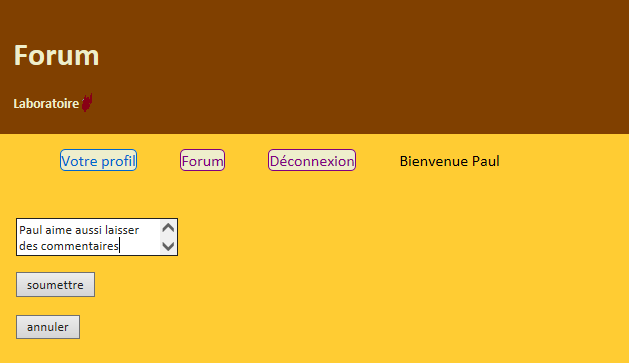 Forum
Laboratoire
Votre profil Forum Déconnexion Bienvenue Paul
Paul aime aussi laisser
des commentaires
soumettre
annuler